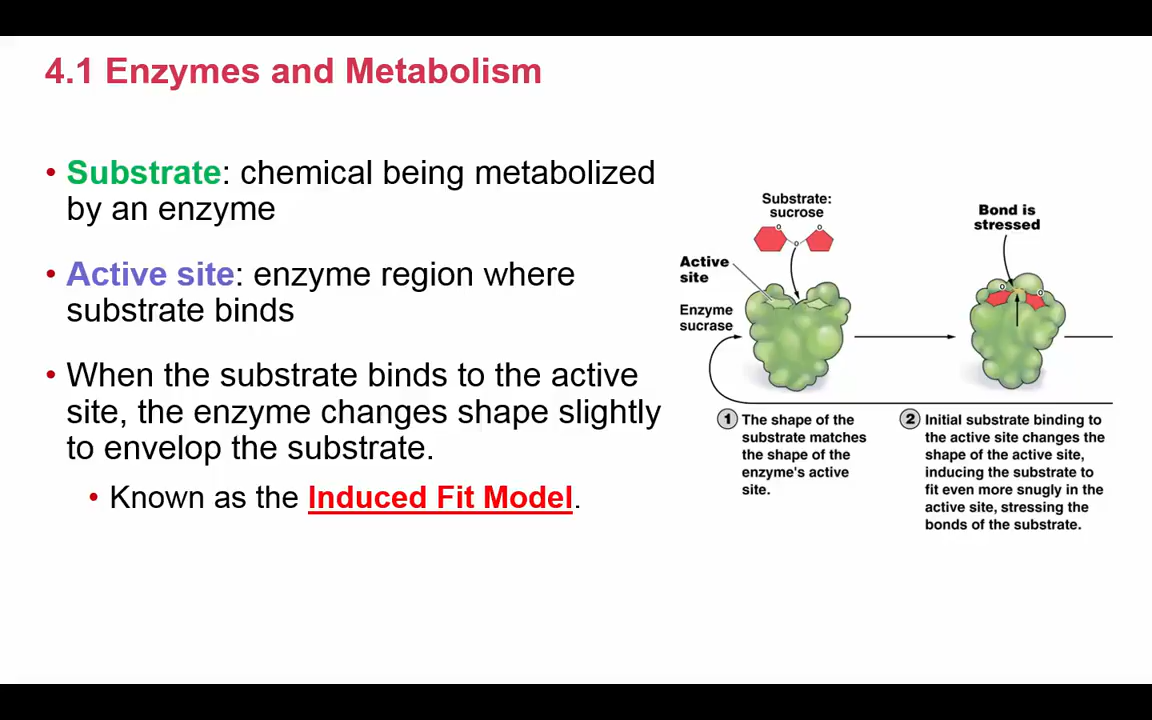 4.1 Enzymes and Metabolism
• Substrate: chemical being metabolized
by an enzyme
• Active site: enzyme region where
substrate binds
• When the substrate binds to the active
site, the enzyme changes shape slightly
to envelop the substrate.
• Known as the Induced Fit Model.
Substrate:
sucrose
O
O
O
Active
site
Enzyme
sucrase
Bond is
stressed
O
O
1 The shape of the
substrate matches
the shape of the
enzyme's active
site.
2 Initial substrate binding to
the active site changes the
shape of the active site,
inducing the substrate to
fit even more snugly in the
active site, stressing the
bonds of the substrate.